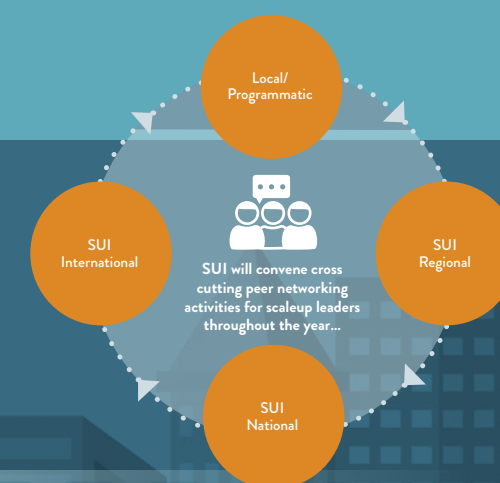 Local/
Programmatic
SUI
International
SUI
Regional
SUI will convene cross
cutting peer networking
activities for scaleup leaders
throughout the year...
SUI
National